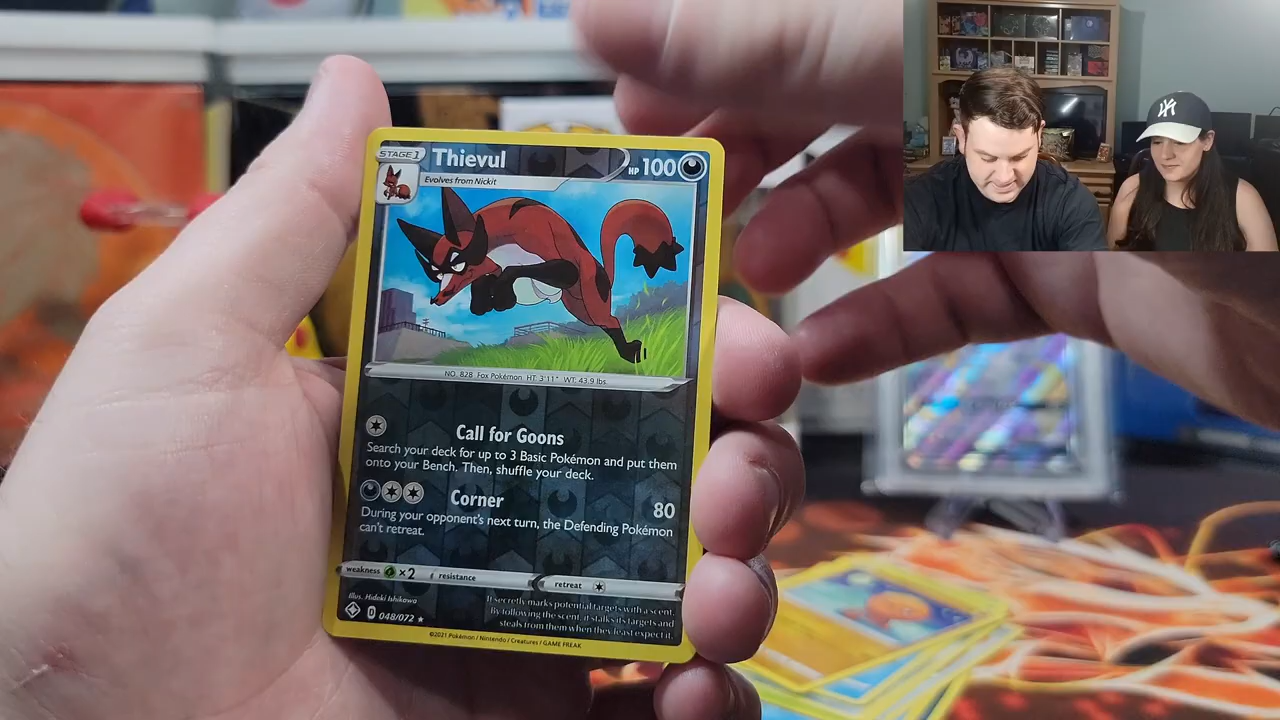 STAGE 1
Thievul
HP 100
Evolves from Nickit
NO. 828 Fox Pokémon HT: 3'11" WT: 43.9 lbs.
Call for Goons
Search your deck for up to 3 Basic Pokémon and put them
onto your Bench. Then, shuffle your deck.
Corner
80
During your opponent's next turn, the Defending Pokémon
can't retreat.
weakness ×2 resistance retreat
Illus. Hideki Ishikawa
It secretly marks potential targets with a scent.
By following the scent, it stalks its targets and
steals from them when they least expect it.
D 048/072 ★
©2021 Pokémon / Nintendo / Creatures / GAME FREAK
NY